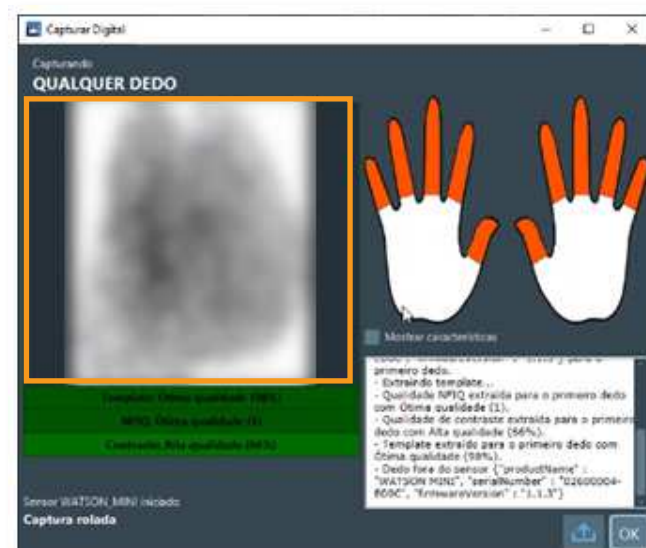 Capturar Digital
Capturando
QUALQUER DEDO
Template: Ótima qualidade (98%)
NFIQ: Ótima qualidade (1)
Contraste: Alta qualidade (66%)
Mostrar características
primeiro dedo.
- Extraindo template...
- Qualidade NFIQ extraída para o primeiro dedo
com Ótima qualidade (1).
- Qualidade de contraste extraída para o primeiro
dedo com Alta qualidade (66%).
- Template extraído para o primeiro dedo com
Ótima qualidade (98%).
- Dedo fora do sensor {"productName" :
"WATSON MINI", "serialNumber" : "02600004-
"firmwareVersion" : "1.1.3"}
Sensor WATSON_MINI iniciado
Captura rolada
OK